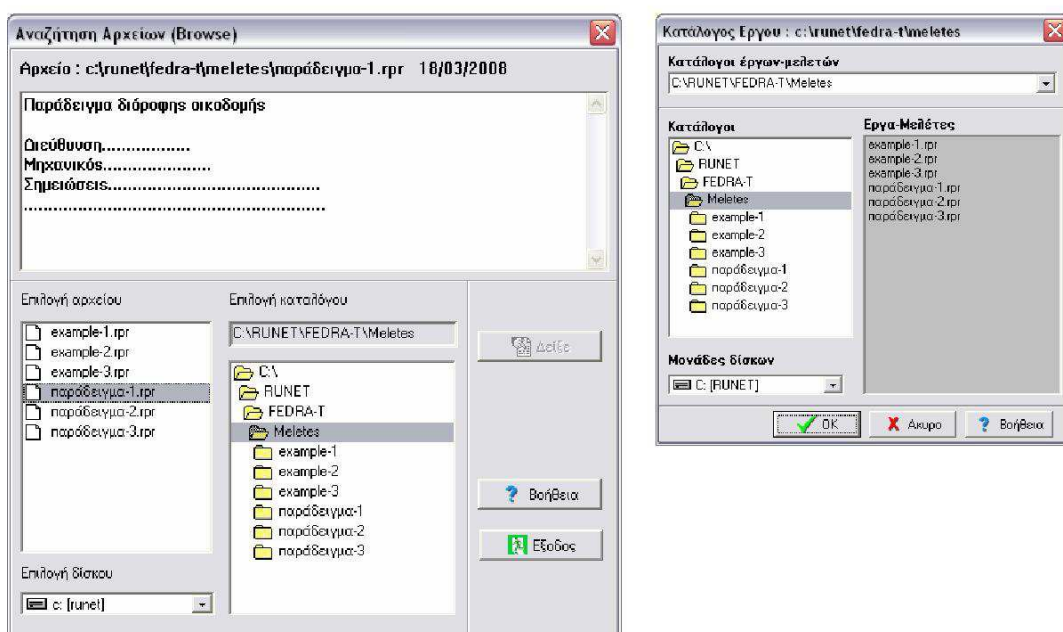 Αναζήτηση Αρχείων (Browse)
Αρχείο : c:\runet\fedra-t\meletes\παράδειγμα-1.rpr 18/03/2008
Παράδειγμα διόροφης οικοδομής
Διεύθυνση..................
Μηχανικός......................
Σημειώσεις............................................
..............................................................
Επιλογή αρχείου
example-1.rpr
example-2.rpr
example-3.rpr
παράδειγμα-1.rpr
παράδειγμα-2.rpr
παράδειγμα-3.rpr
Επιλογή δίσκου
c: [runet]
Επιλογή καταλόγου
C:\RUNET\FEDRA-T\Meletes
C:\
RUNET
FEDRA-T
Meletes
example-1
example-2
example-3
παράδειγμα-1
παράδειγμα-2
παράδειγμα-3
Δείξε
Βοήθεια
Εξοδος
Κατάλογος Εργου : c:\runet\fedra-t\meletes
Κατάλογοι έργων-μελετών
C:\RUNET\FEDRA-T\Meletes
Κατάλογοι
C:\
RUNET
FEDRA-T
Meletes
example-1
example-2
example-3
παράδειγμα-1
παράδειγμα-2
παράδειγμα-3
Εργα-Μελέτες
example-1.rpr
example-2.rpr
example-3.rpr
παράδειγμα-1.rpr
παράδειγμα-2.rpr
παράδειγμα-3.rpr
Μονάδες δίσκων
C: [RUNET]
OK
Ακυρο
Βοήθεια